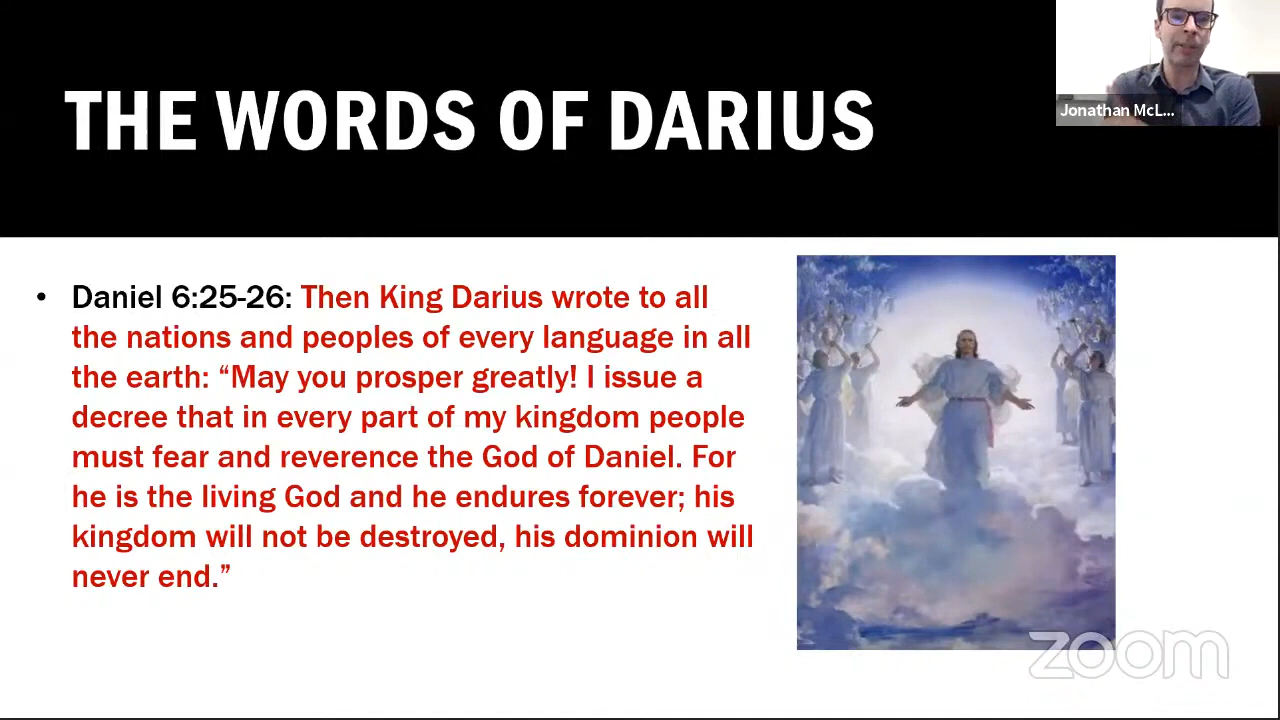 THE WORDS OF DARIUS
Jonathan McL...
• Daniel 6:25-26: Then King Darius wrote to all
the nations and peoples of every language in all
the earth: “May you prosper greatly! I issue a
decree that in every part of my kingdom people
must fear and reverence the God of Daniel. For
he is the living God and he endures forever; his
kingdom will not be destroyed, his dominion will
never end.”
zoom